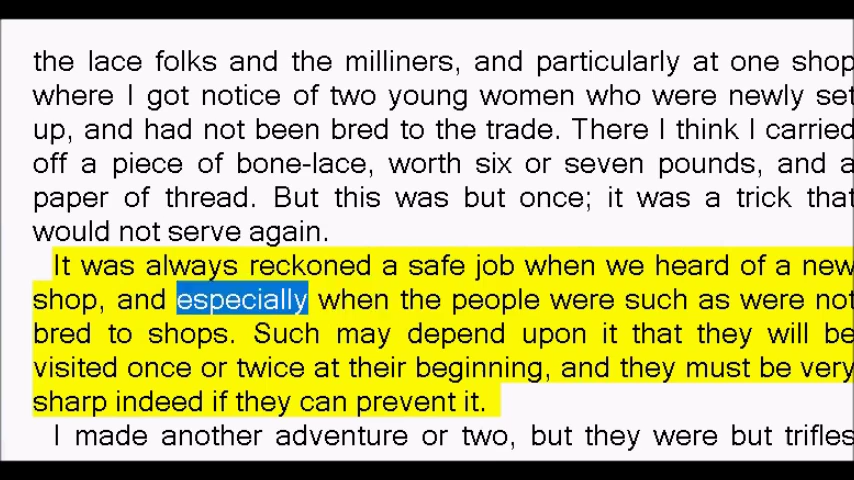 the lace folks and the milliners, and particularly at one shop
where I got notice of two young women who were newly set
up, and had not been bred to the trade. There I think I carried
off a piece of bone-lace, worth six or seven pounds, and a
paper of thread. But this was but once; it was a trick that
would not serve again.
It was always reckoned a safe job when we heard of a new
shop, and especially when the people were such as were not
bred to shops. Such may depend upon it that they will be
visited once or twice at their beginning, and they must be very
sharp indeed if they can prevent it.
I made another adventure or two, but they were but trifles